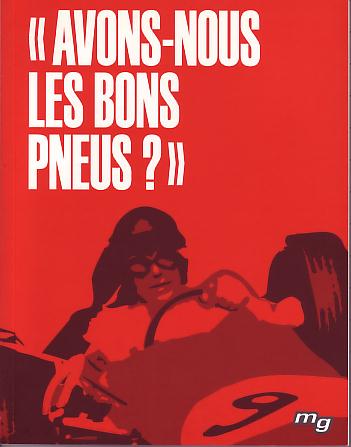 « AVONS-NOUS
LES BONS
PNEUS ? »
9
mg